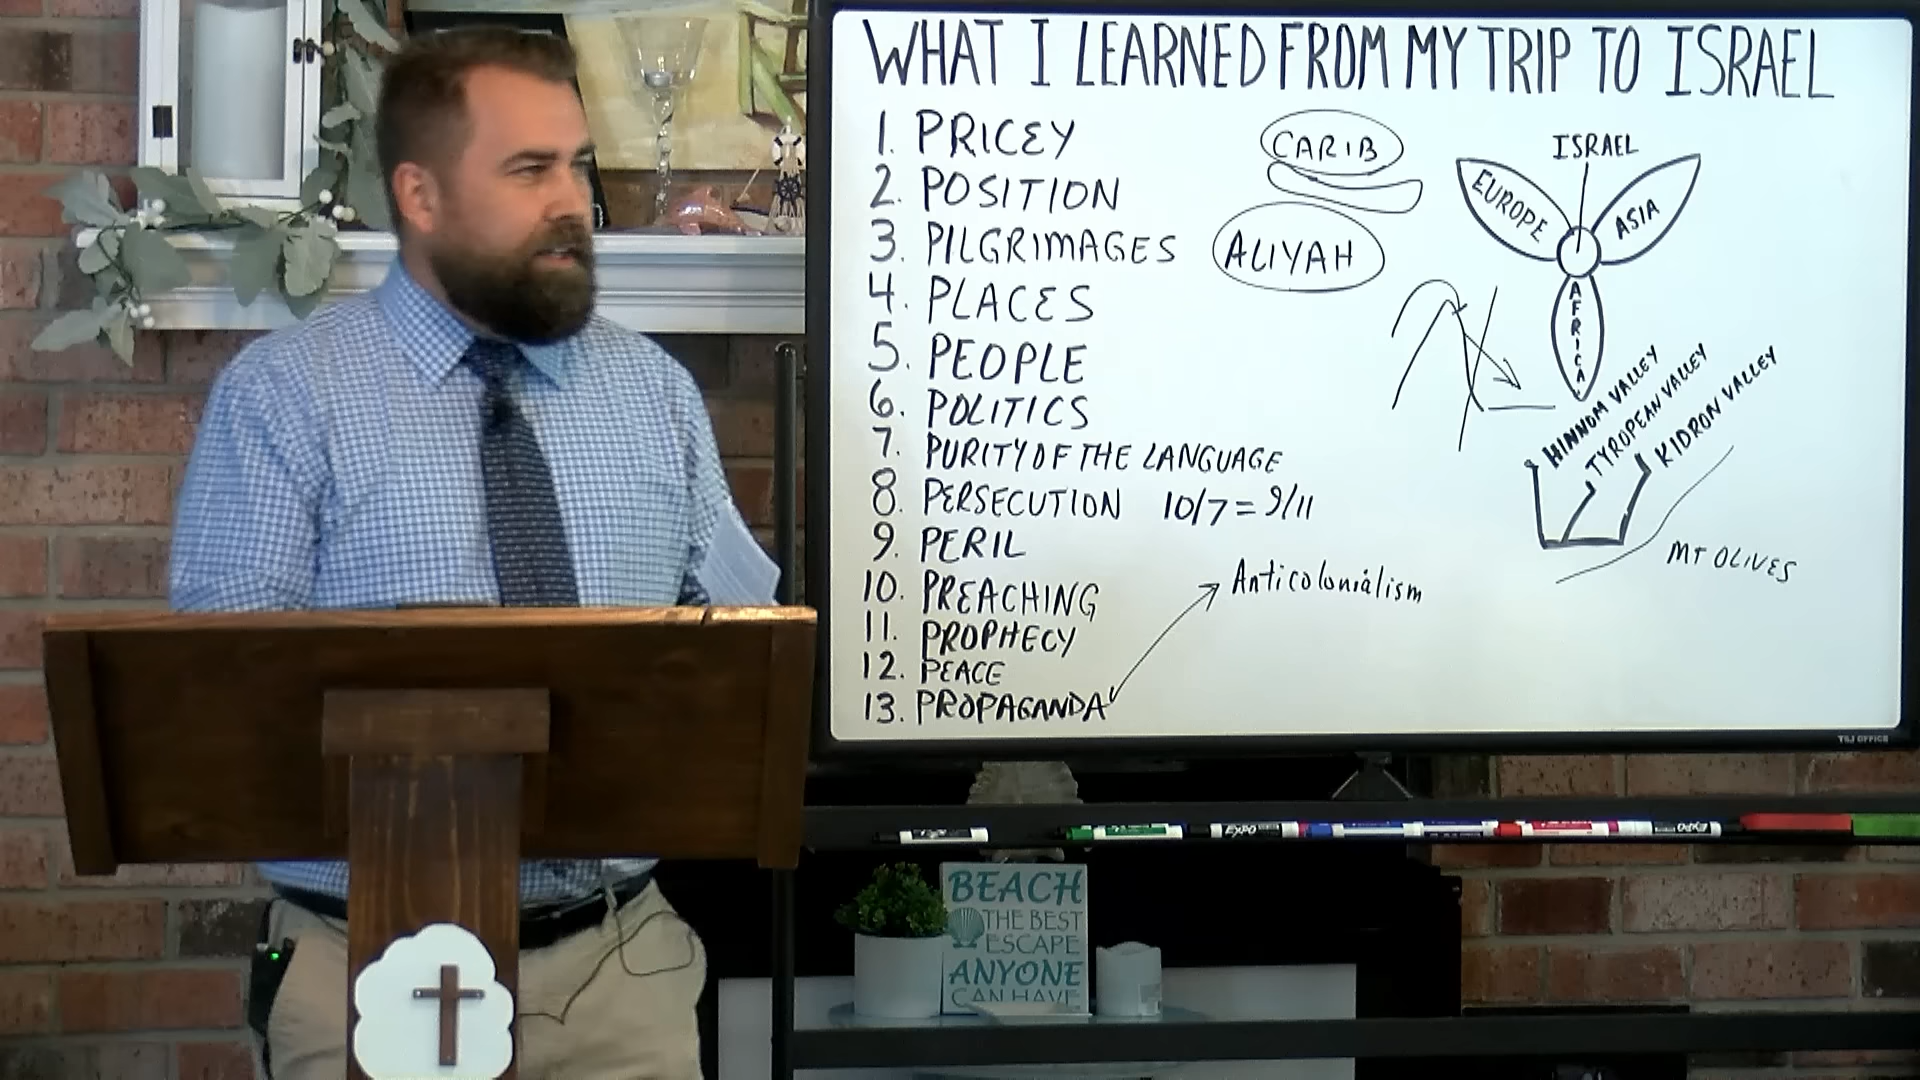 WHAT I LEARNED FROM MY TRIP TO ISRAEL
1. PRICEY
2. POSITION
3. PILGRIMAGES
4. PLACES
5. PEOPLE
6. POLITICS
7. PURITY OF THE LANGUAGE
8. PERSECUTION 10/7 = 9/11
9. PERIL
10. PREACHING
11. PROPHECY
12. PEACE
13. PROPAGANDA
CARIB
ALIYAH
ISRAEL
EUROPE
ASIA
AFRICA
HINNOM VALLEY
TYROPEAN VALLEY
KIDRON VALLEY
MT OLIVES
Anticolonialism
EXPO
BEACH
THE BEST
ESCAPE
ANYONE
CAN HAVE